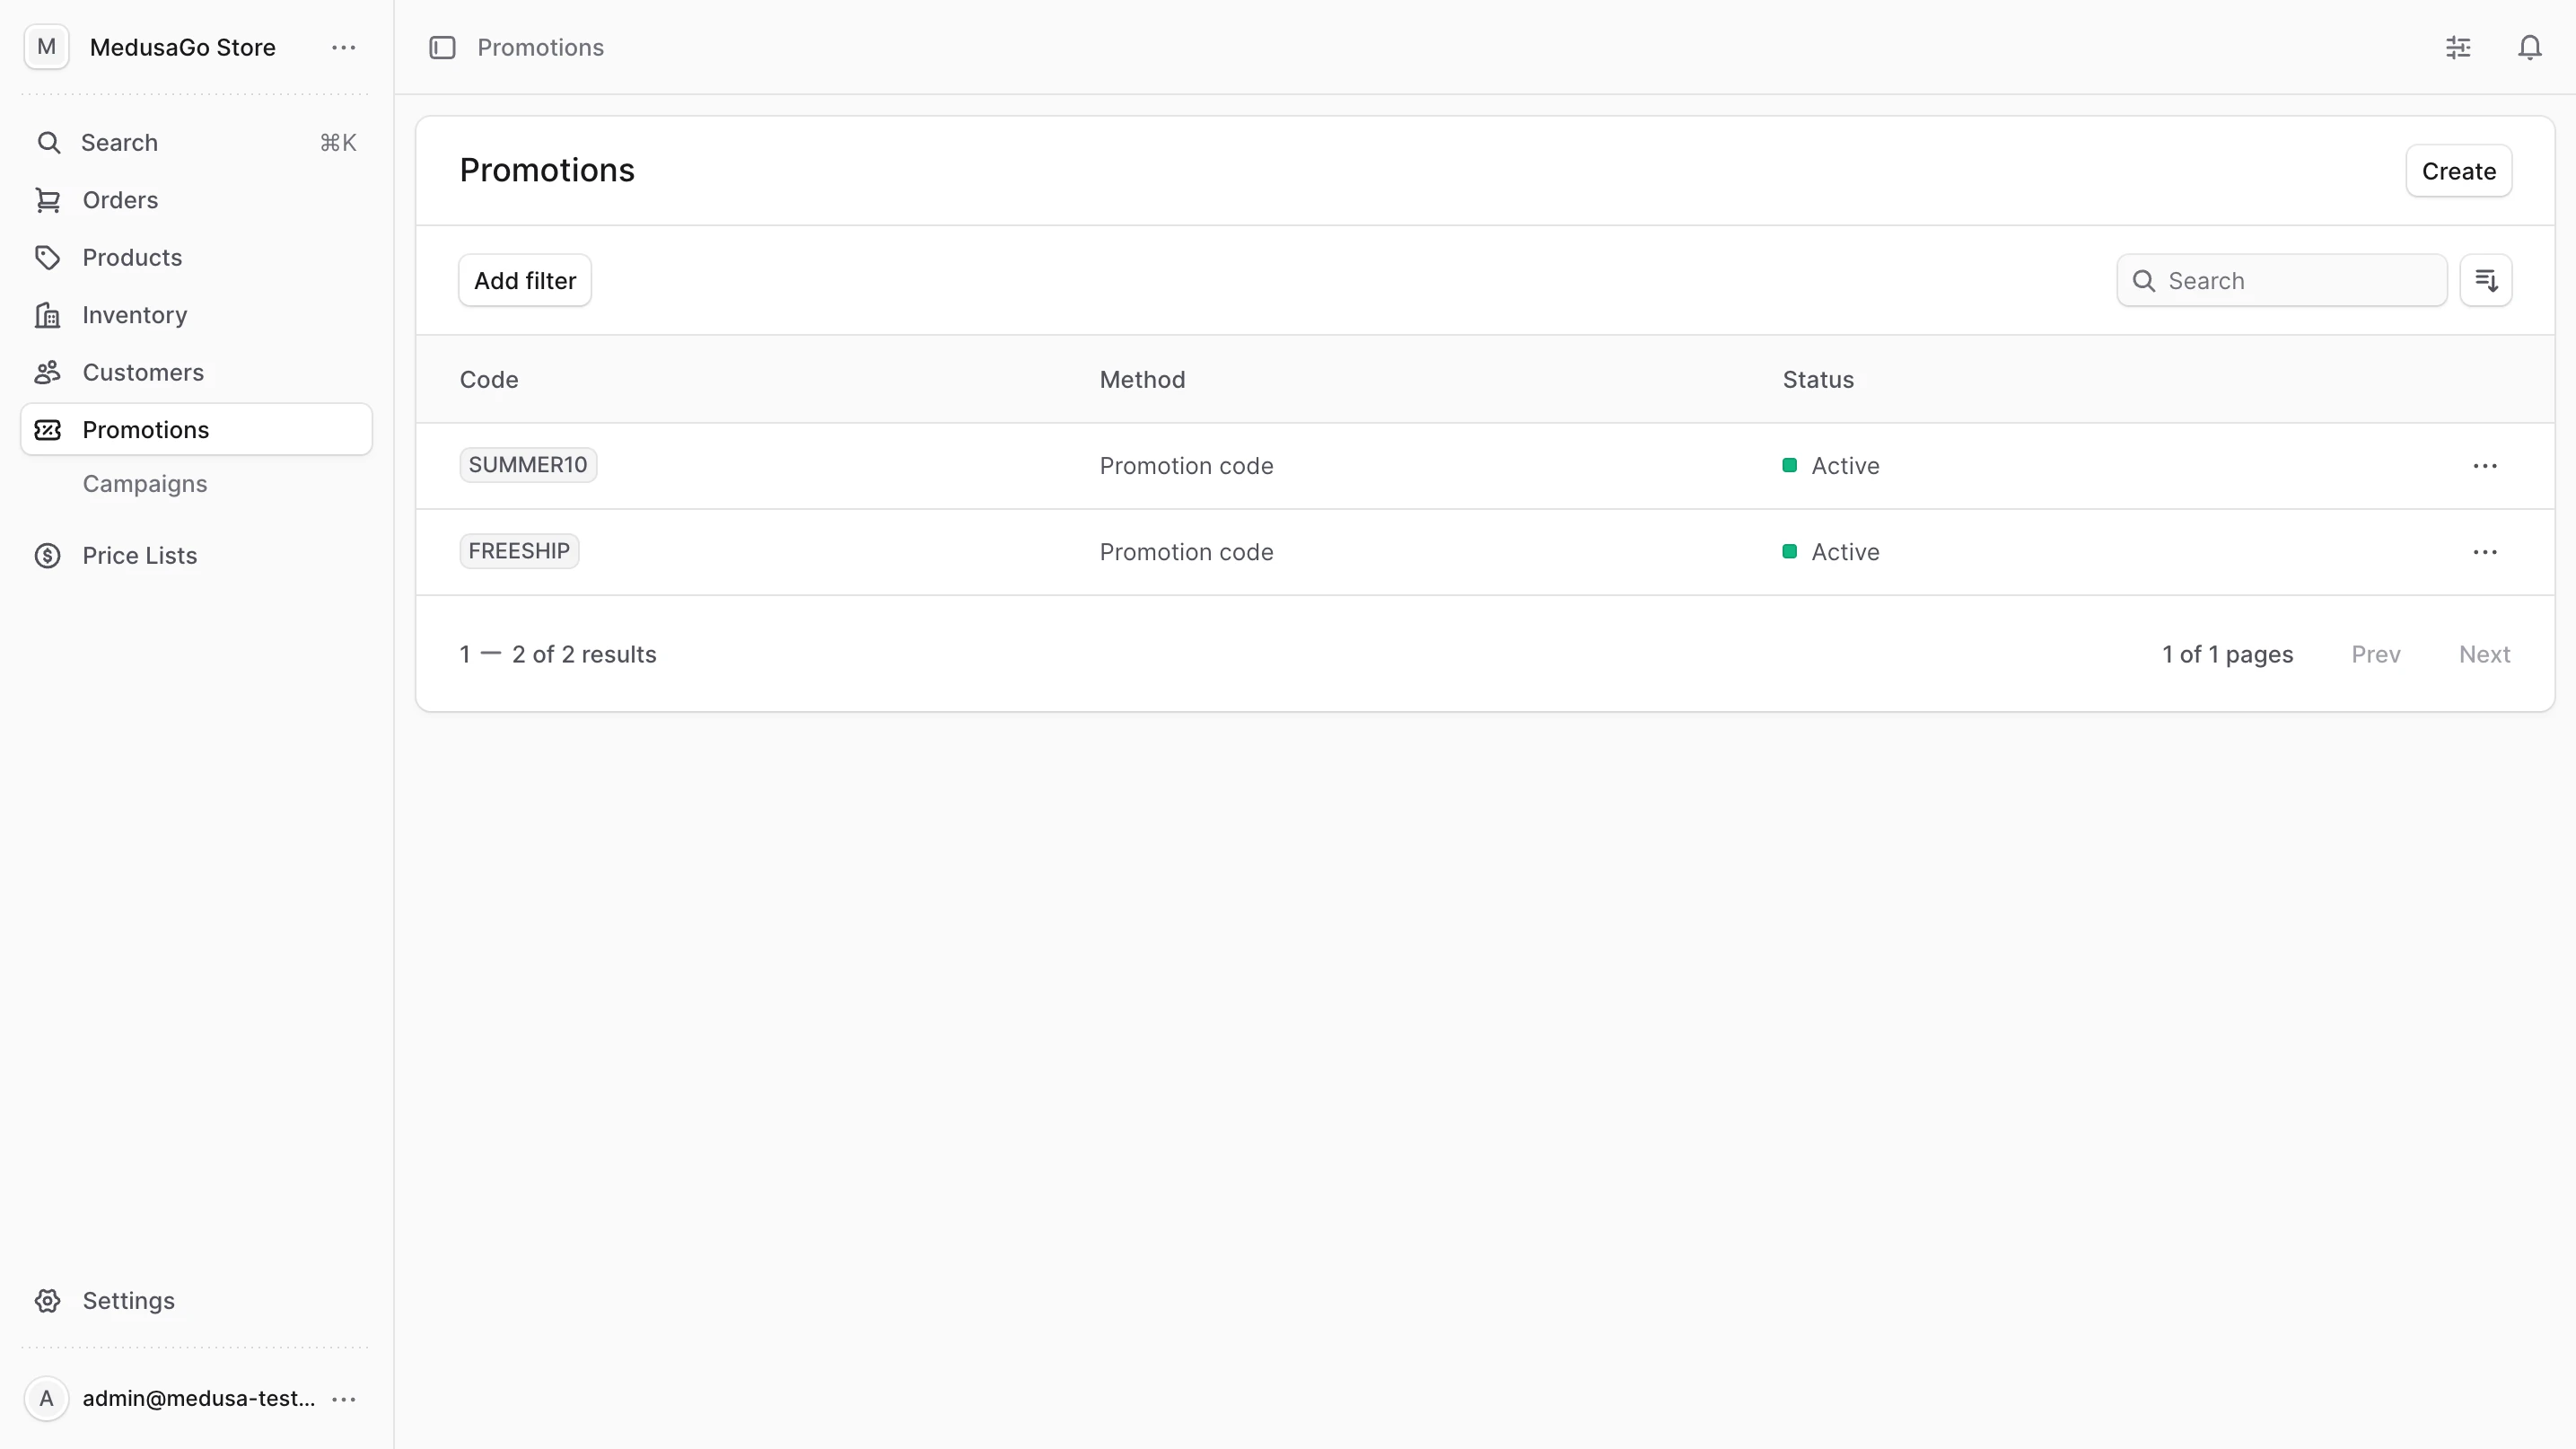 M MedusaGo Store
Search ⌘K
Orders
Products
Inventory
Customers
Promotions
Campaigns
Price Lists
Settings
A admin@medusa-test...
Promotions
Promotions Create
Add filter Search
Code Method Status
SUMMER10 Promotion code Active
FREESHIP Promotion code Active
1 — 2 of 2 results 1 of 1 pages Prev Next